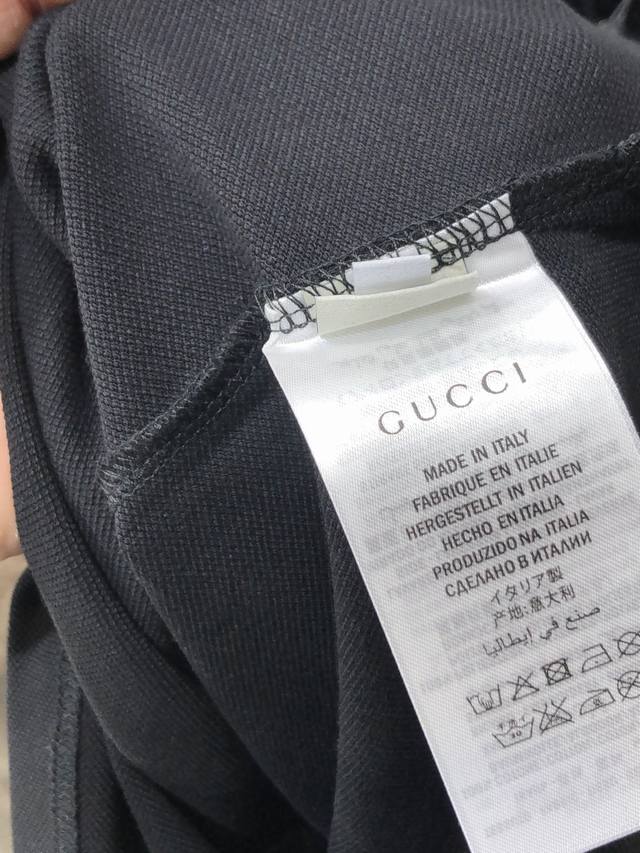 GUCCI
MADE IN ITALY
FABRIQUE EN ITALIE
HERGESTELLT IN ITALIEN
HECHO EN ITALIA
PRODUZIDO NA ITALIA
СДЕЛАНО В ИТАЛИИ
イタリア製
产地:意大利
صنع في إيطاليا